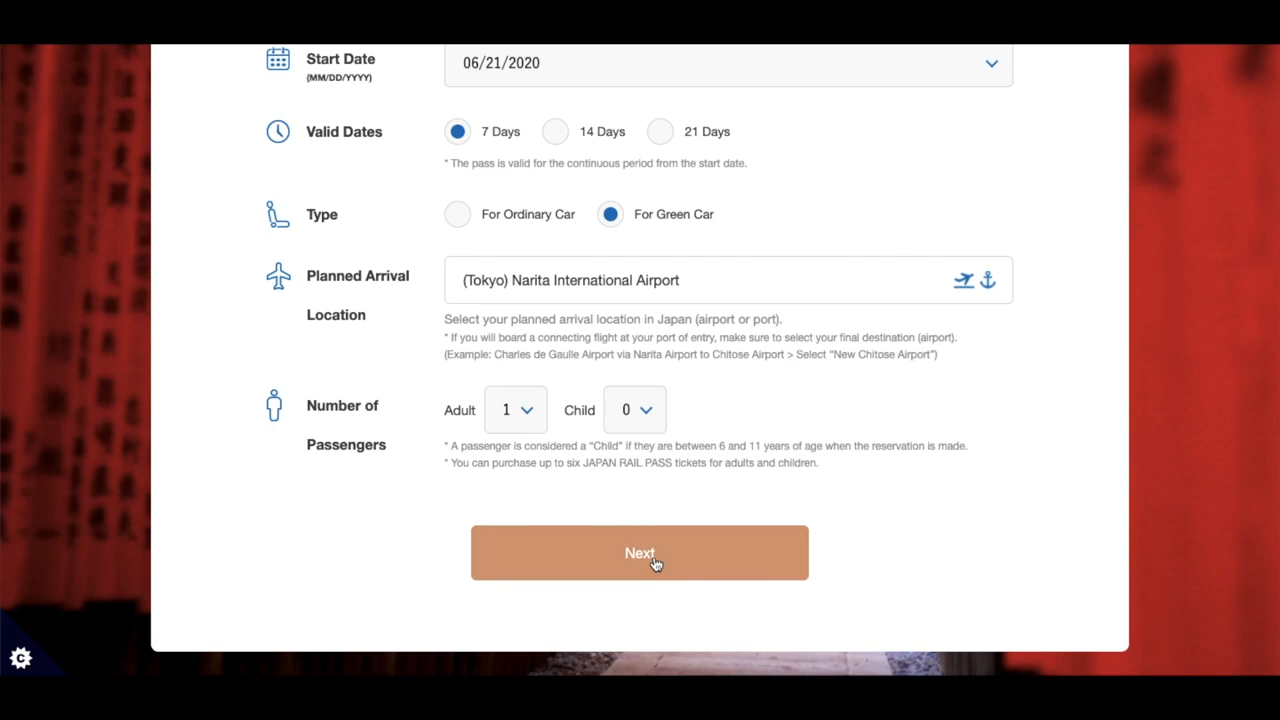 Start Date
06/21/2020
(MM/DD/YYYY)
Valid Dates
7 Days
14 Days
21 Days
* The pass is valid for the continuous period from the start date.
Type
For Ordinary Car
For Green Car
Planned Arrival
Location
(Tokyo) Narita International Airport
Select your planned arrival location in Japan (airport or port).
* If you will board a connecting flight at your port of entry, make sure to select your final destination (airport).
(Example: Charles de Gaulle Airport via Narita Airport to Chitose Airport > Select “New Chitose Airport”)
Number of
Passengers
Adult
1
Child
0
* A passenger is considered a “Child” if they are between 6 and 11 years of age when the reservation is made.
* You can purchase up to six JAPAN RAIL PASS tickets for adults and children.
Next
C